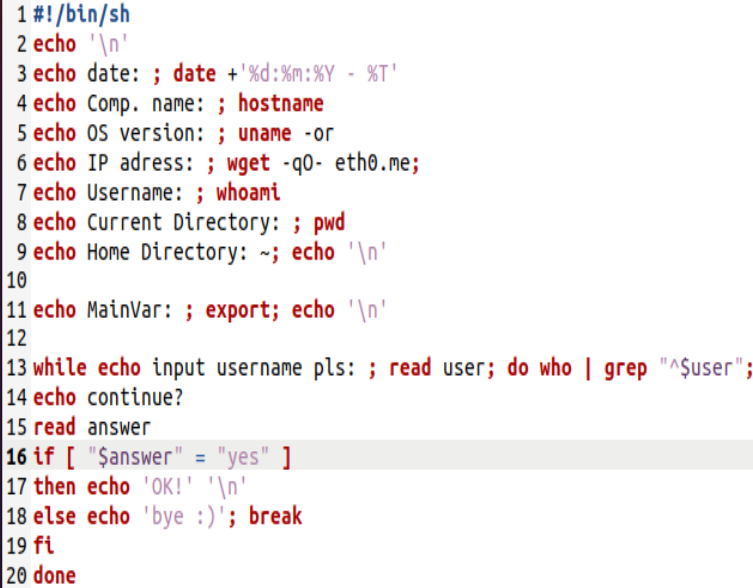 1 #!/bin/sh
2 echo '\n'
3 echo date: ; date +'%d:%m:%Y - %T'
4 echo Comp. name: ; hostname
5 echo OS version: ; uname -or
6 echo IP adress: ; wget -qO- eth0.me;
7 echo Username: ; whoami
8 echo Current Directory: ; pwd
9 echo Home Directory: ~; echo '\n'
10
11 echo MainVar: ; export; echo '\n'
12
13 while echo input username pls: ; read user; do who | grep "^$user";
14 echo continue?
15 read answer
16 if [ "$answer" = "yes" ]
17 then echo 'OK!' '\n'
18 else echo 'bye :)'; break
19 fi
20 done